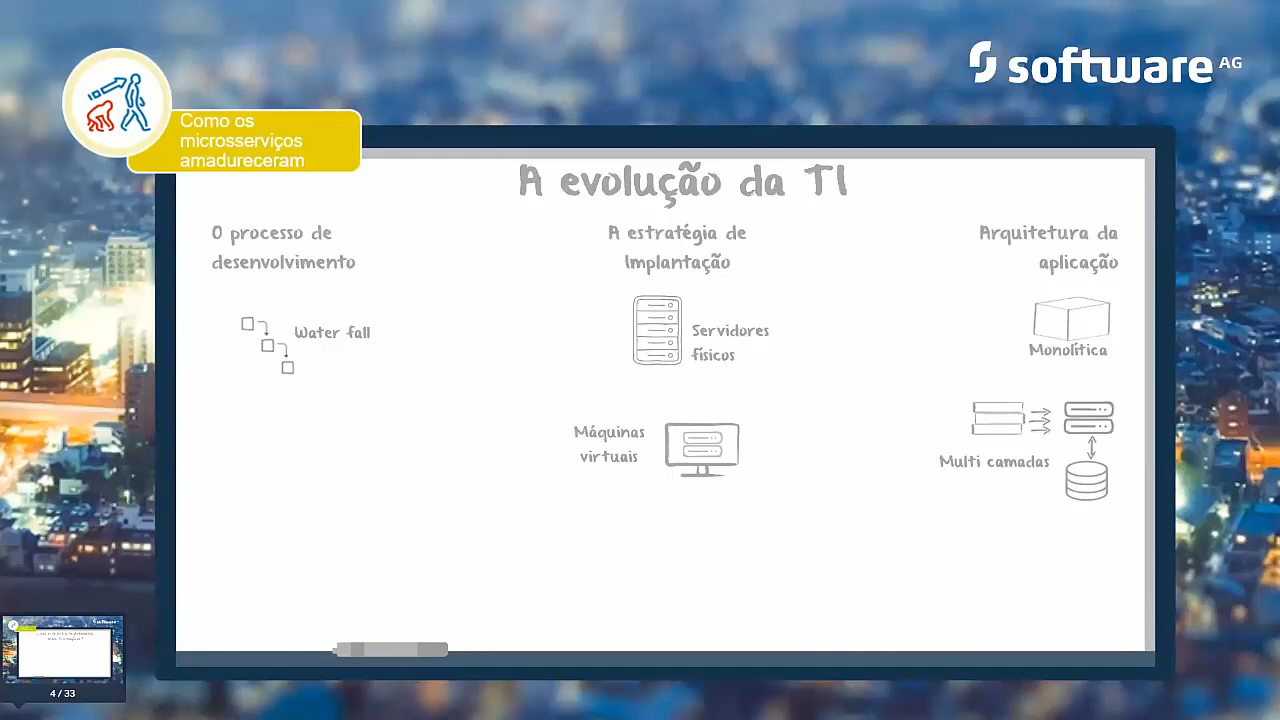 software AG
Como os
microsserviços
amadureceram
A evolução da TI
O processo de
desenvolvimento
Water fall
A estratégia de
Implantação
Servidores
físicos
Máquinas
virtuais
Arquitetura da
aplicação
Monolítica
Multi camadas
4 / 33